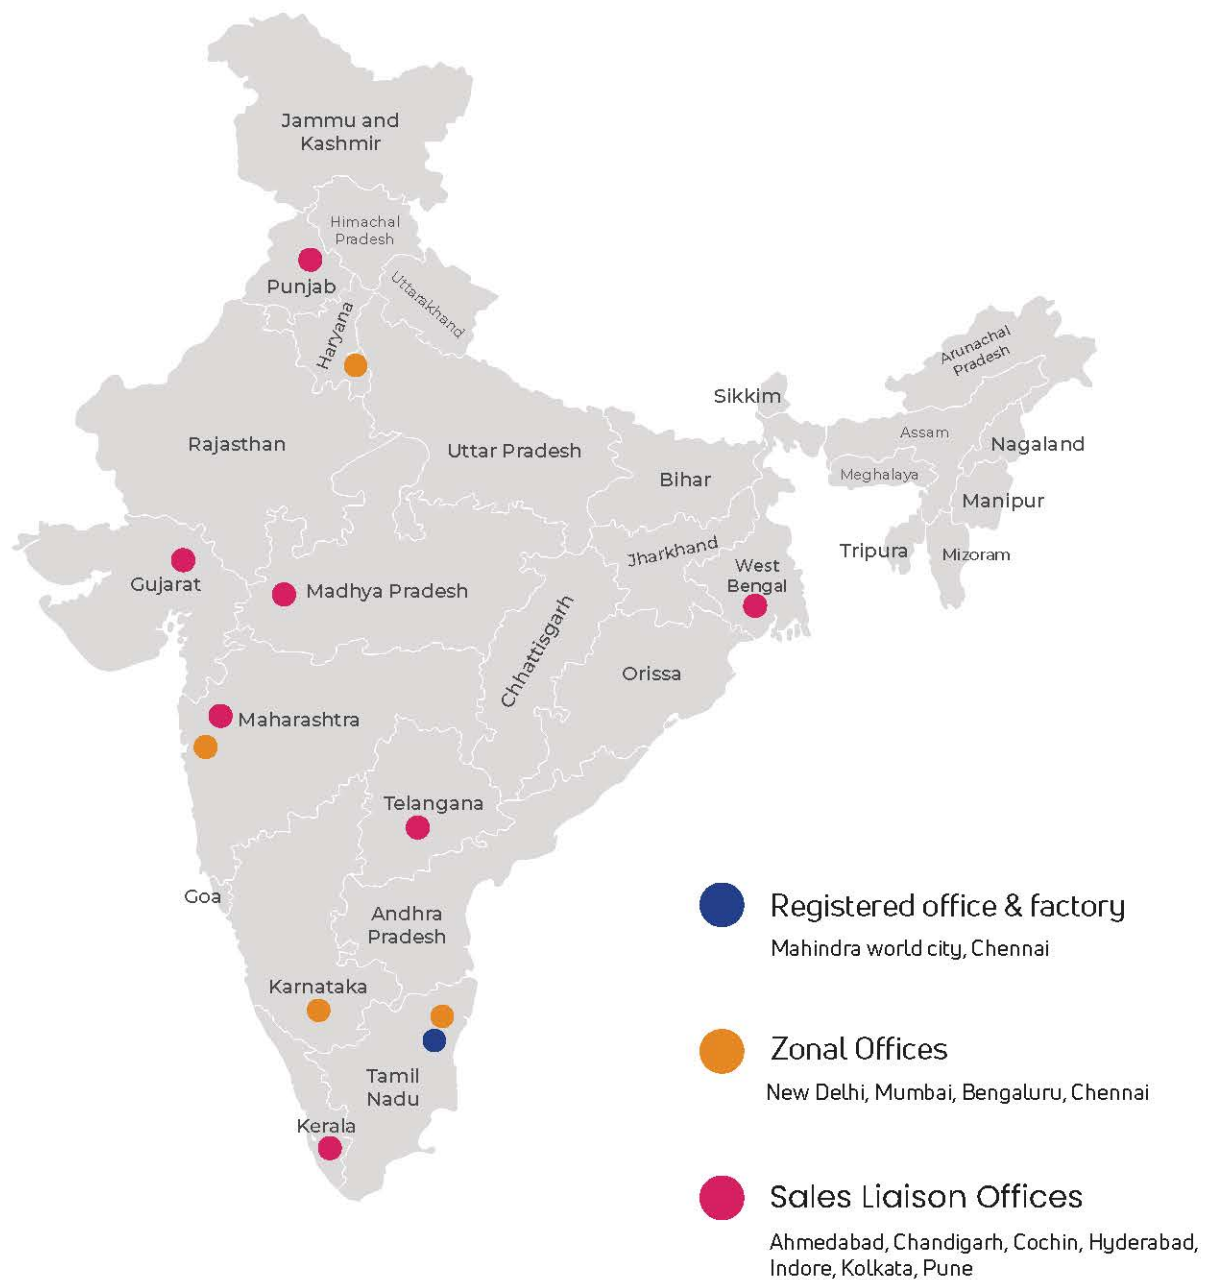 Jammu and
Kashmir
Himachal
Pradesh
Punjab
Uttarakhand
Haryana
Arunachal
Pradesh
Sikkim
Rajasthan
Uttar Pradesh
Assam
Nagaland
Bihar
Meghalaya
Manipur
Jharkhand
Tripura
Mizoram
West
Bengal
Gujarat
Madhya Pradesh
Chhattisgarh
Orissa
Maharashtra
Telangana
Goa
Andhra
Pradesh
Karnataka
Tamil
Nadu
Kerala
Registered office & factory
Mahindra world city, Chennai
Zonal Offices
New Delhi, Mumbai, Bengaluru, Chennai
Sales Liaison Offices
Ahmedabad, Chandigarh, Cochin, Hyderabad,
Indore, Kolkata, Pune